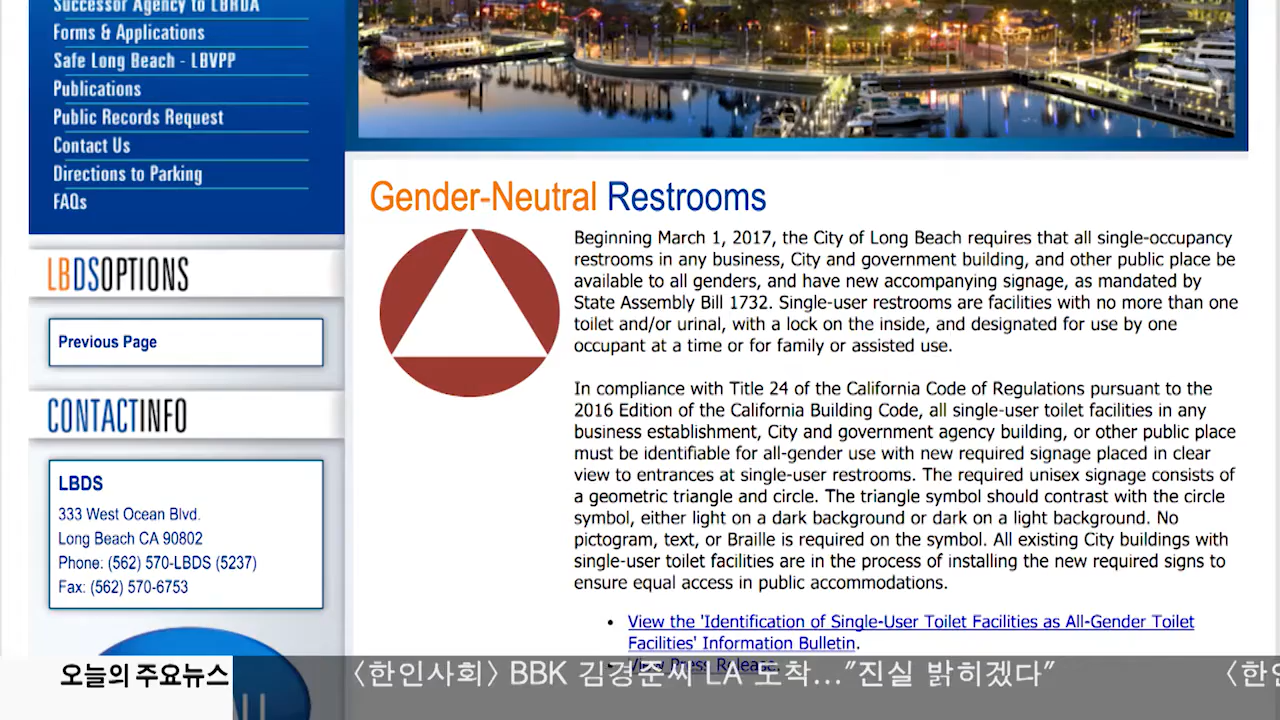 Successor Agency to LBRDA
Forms & Applications
Safe Long Beach - LBVPP
Publications
Public Records Request
Contact Us
Directions to Parking
FAQs
LBDSOPTIONS
Previous Page
CONTACTINFO
LBDS
333 West Ocean Blvd.
Long Beach CA 90802
Phone: (562) 570-LBDS (5237)
Fax: (562) 570-6753
Gender-Neutral Restrooms
Beginning March 1, 2017, the City of Long Beach requires that all single-occupancy
restrooms in any business, City and government building, and other public place be
available to all genders, and have new accompanying signage, as mandated by
State Assembly Bill 1732. Single-user restrooms are facilities with no more than one
toilet and/or urinal, with a lock on the inside, and designated for use by one
occupant at a time or for family or assisted use.
In compliance with Title 24 of the California Code of Regulations pursuant to the
2016 Edition of the California Building Code, all single-user toilet facilities in any
business establishment, City and government agency building, or other public place
must be identifiable for all-gender use with new required signage placed in clear
view to entrances at single-user restrooms. The required unisex signage consists of
a geometric triangle and circle. The triangle symbol should contrast with the circle
symbol, either light on a dark background or dark on a light background. No
pictogram, text, or Braille is required on the symbol. All existing City buildings with
single-user toilet facilities are in the process of installing the new required signs to
ensure equal access in public accommodations.
• View the 'Identification of Single-User Toilet Facilities as All-Gender Toilet
Facilities' Information Bulletin.
View Press Release.
오늘의 주요뉴스
〈한인사회〉 BBK 김경준씨 LA 도착..."진실 밝히겠다"
〈한인